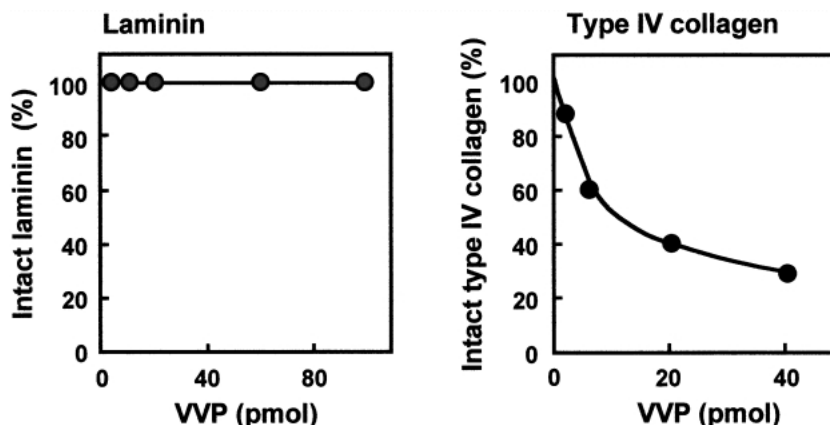 Laminin
Intact laminin (%)
100
80
60
40
20
0
0 40 80
VVP (pmol)
Type IV collagen
Intact type IV collagen (%)
100
80
60
40
20
0
0 20 40
VVP (pmol)